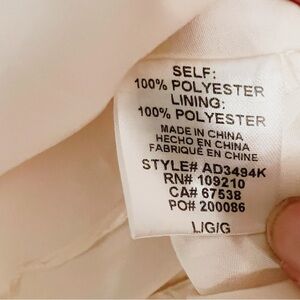 SELF:
100% POLYESTER
LINING:
100% POLYESTER
MADE IN CHINA
HECHO EN CHINA
FABRIQUÉ EN CHINE
STYLE# AD3494K
RN# 109210
CA# 67538
PO# 200086
L/G/G